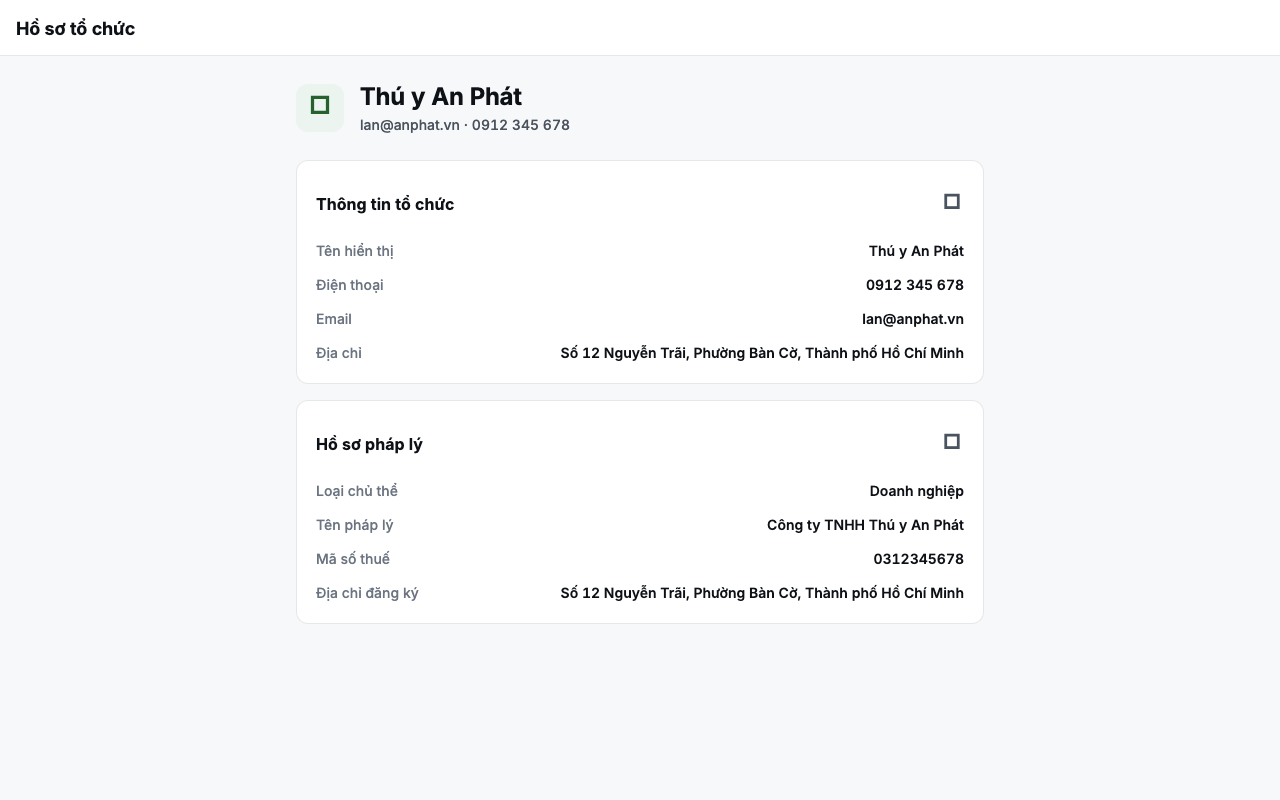 Hồ sơ tổ chức
Thú y An Phát
lan@anphat.vn · 0912 345 678
Thông tin tổ chức
Tên hiển thị Thú y An Phát
Điện thoại 0912 345 678
Email lan@anphat.vn
Địa chỉ Số 12 Nguyễn Trãi, Phường Bàn Cờ, Thành phố Hồ Chí Minh
Hồ sơ pháp lý
Loại chủ thể Doanh nghiệp
Tên pháp lý Công ty TNHH Thú y An Phát
Mã số thuế 0312345678
Địa chỉ đăng ký Số 12 Nguyễn Trãi, Phường Bàn Cờ, Thành phố Hồ Chí Minh